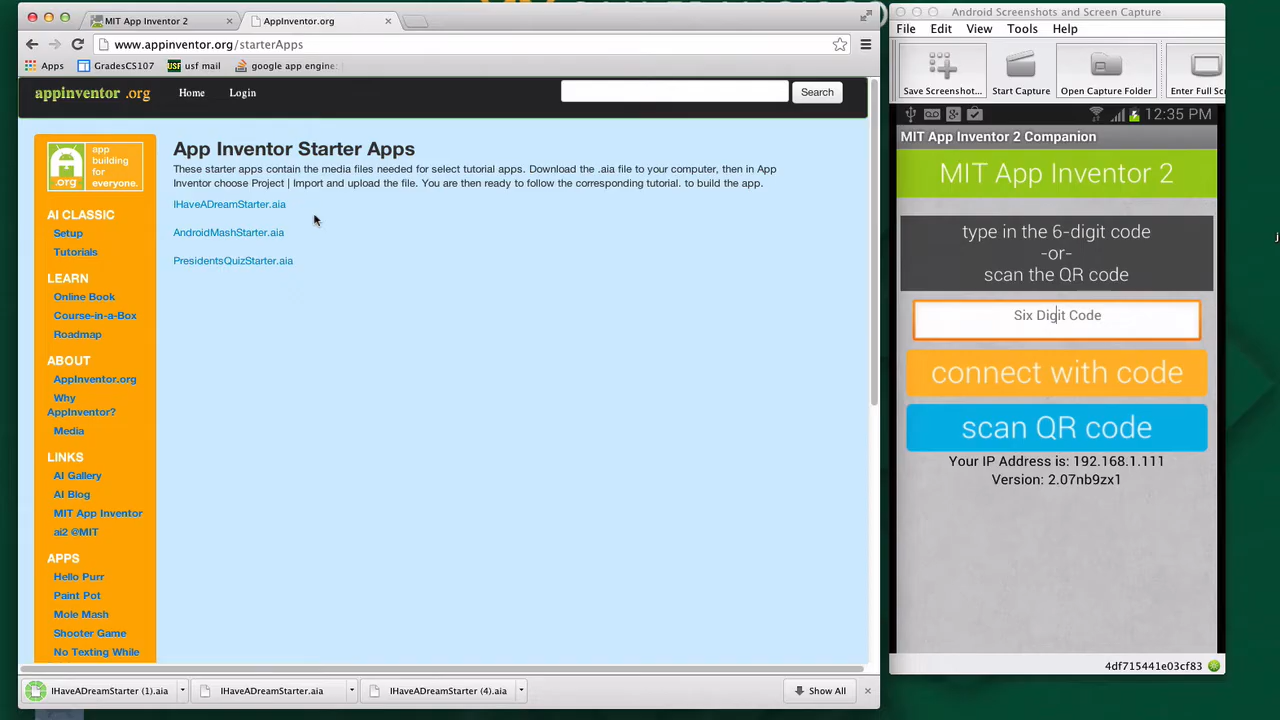 MIT App Inventor 2
AppInventor.org
www.appinventor.org/starterApps
Apps
GradesCS107
usf mail
google app engine:
appinventor .org
Home
Login
Search
.org
app
building
for
everyone.
AI CLASSIC
Setup
Tutorials
LEARN
Online Book
Course-in-a-Box
Roadmap
ABOUT
AppInventor.org
Why
AppInventor?
Media
LINKS
AI Gallery
AI Blog
MIT App Inventor
ai2 @MIT
APPS
Hello Purr
Paint Pot
Mole Mash
Shooter Game
No Texting While
App Inventor Starter Apps
These starter apps contain the media files needed for select tutorial apps. Download the .aia file to your computer, then in App
Inventor choose Project | Import and upload the file. You are then ready to follow the corresponding tutorial. to build the app.
IHaveADreamStarter.aia
AndroidMashStarter.aia
PresidentsQuizStarter.aia
IHaveADreamStarter (1).aia
IHaveADreamStarter.aia
IHaveADreamStarter (4).aia
Show All
Android Screenshots and Screen Capture
File Edit View Tools Help
Save Screenshot...
Start Capture
Open Capture Folder
Enter Full Scr
12:35 PM
MIT App Inventor 2 Companion
MIT App Inventor 2
type in the 6-digit code
-or-
scan the QR code
Six Digit Code
connect with code
scan QR code
Your IP Address is: 192.168.1.111
Version: 2.07nb9zx1
4df715441e03cf83